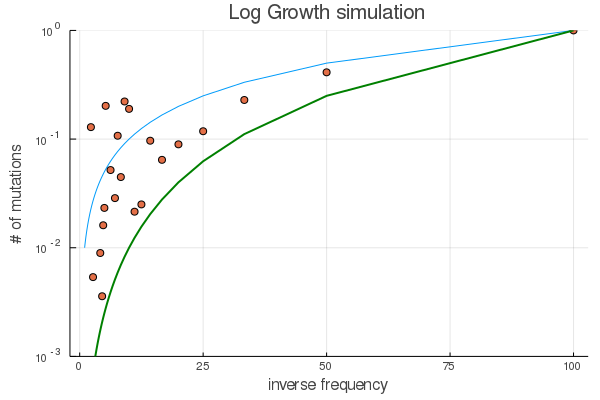 Log Growth simulation
10^0
10^-1
10^-2
10^-3
# of mutations
0 25 50 75 100
inverse frequency